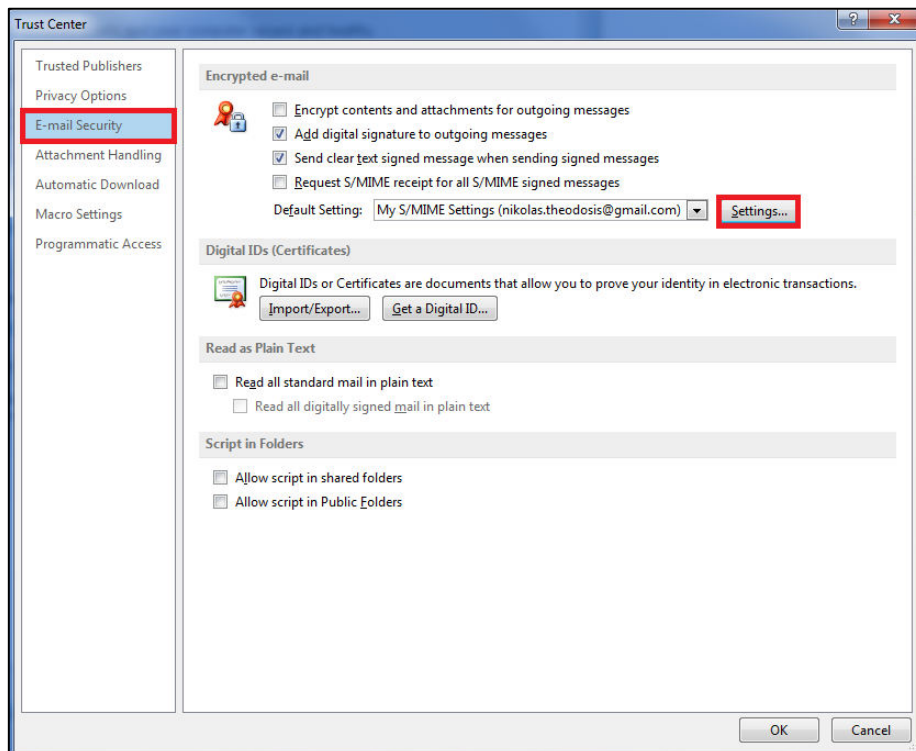 Trust Center
Trusted Publishers
Privacy Options
E-mail Security
Attachment Handling
Automatic Download
Macro Settings
Programmatic Access
Encrypted e-mail
Encrypt contents and attachments for outgoing messages
Add digital signature to outgoing messages
Send clear text signed message when sending signed messages
Request S/MIME receipt for all S/MIME signed messages
Default Setting: My S/MIME Settings (nikolas.theodosis@gmail.com) Settings...
Digital IDs (Certificates)
Digital IDs or Certificates are documents that allow you to prove your identity in electronic transactions.
Import/Export... Get a Digital ID...
Read as Plain Text
Read all standard mail in plain text
Read all digitally signed mail in plain text
Script in Folders
Allow script in shared folders
Allow script in Public Folders
OK Cancel